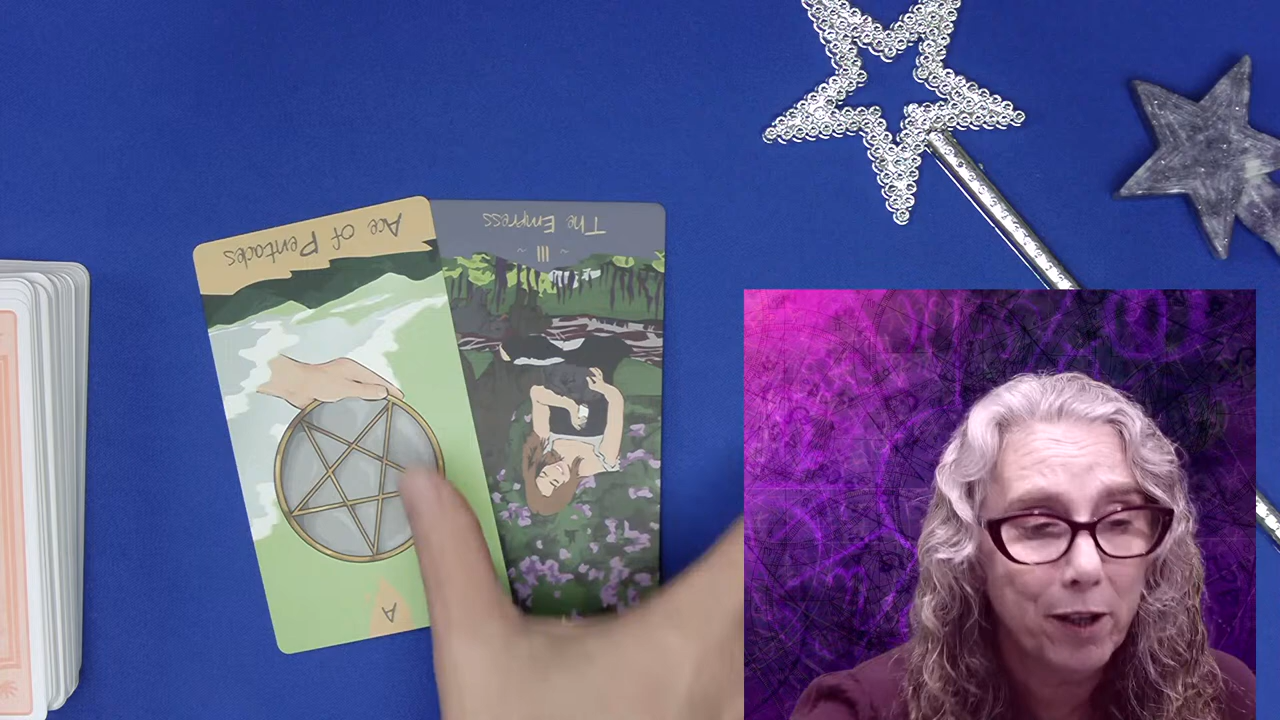 Ace of Pentacles
The Empress
~ III ~
A